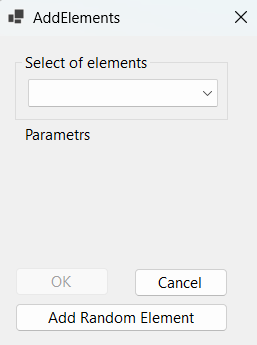 AddElements
Select of elements
Parametrs
OK
Cancel
Add Random Element